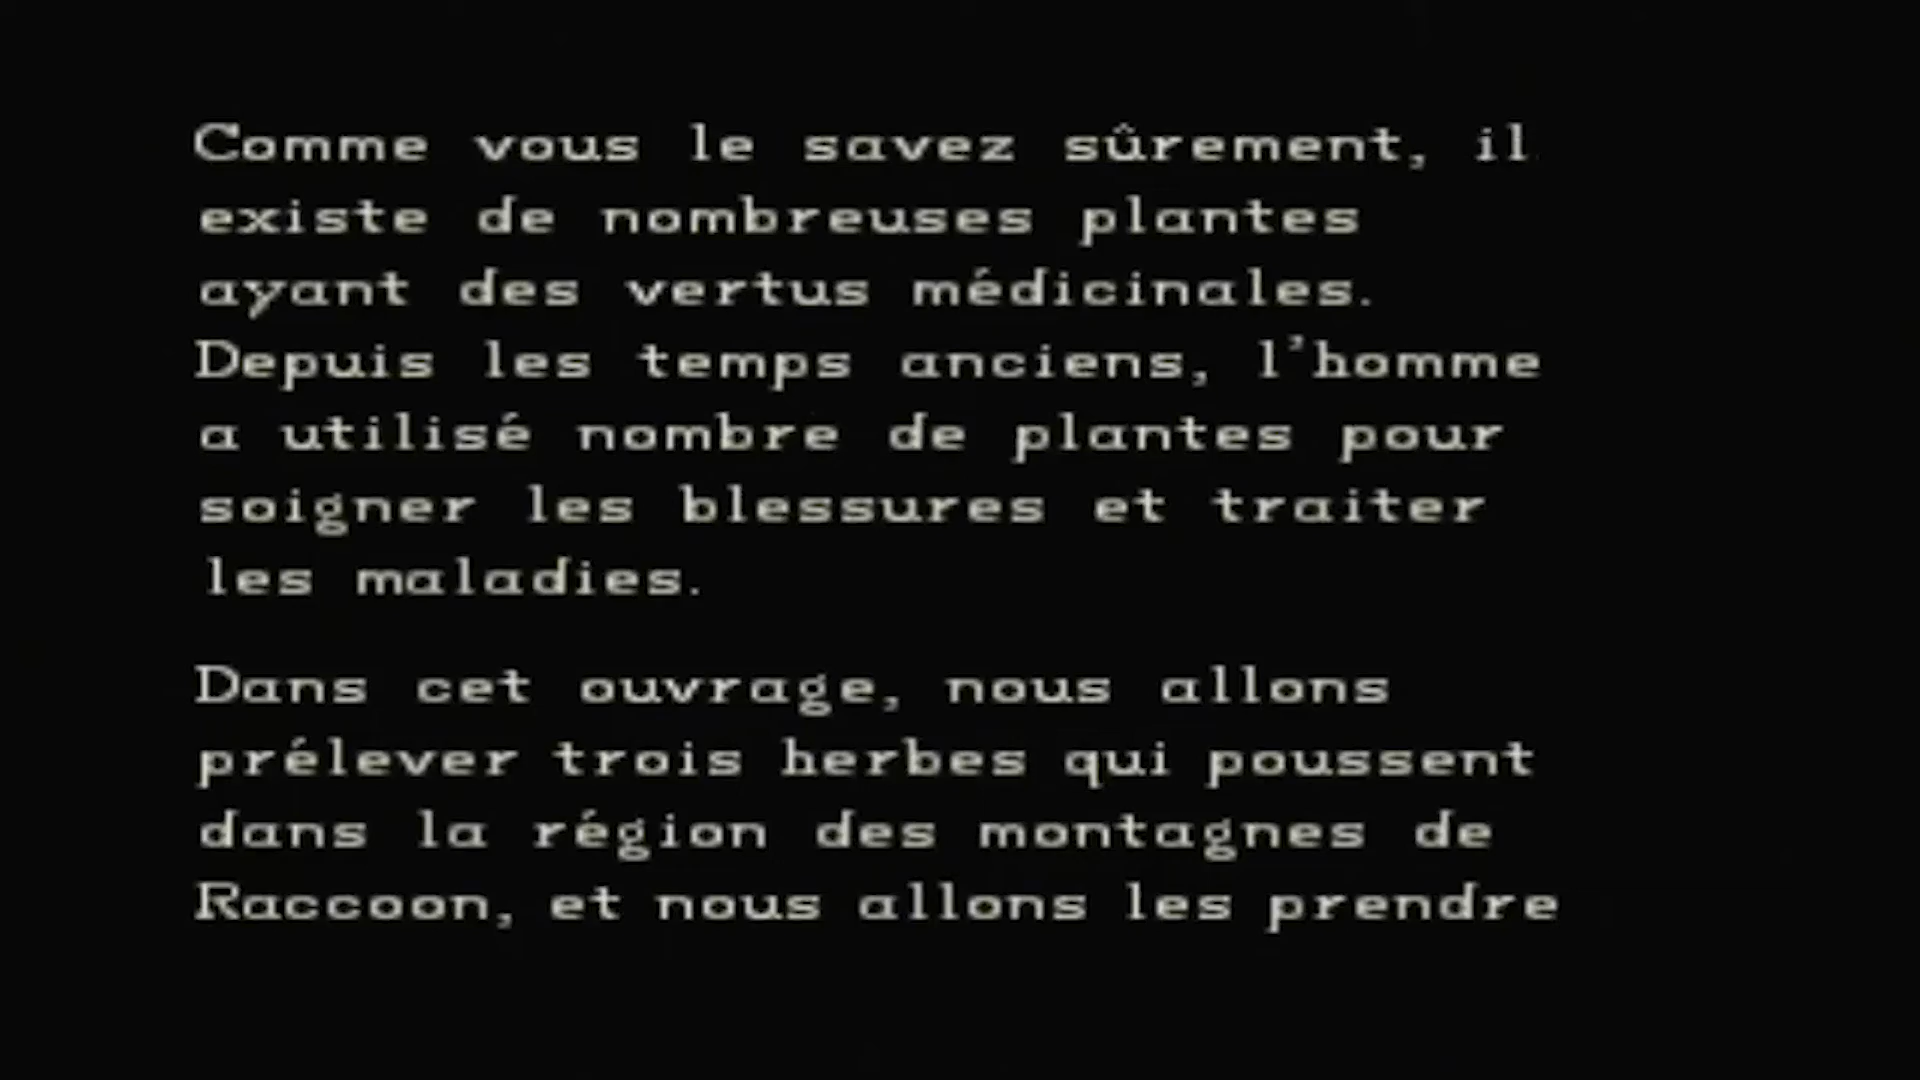 Comme vous le savez sûrement, il
existe de nombreuses plantes
ayant des vertus médicinales.
Depuis les temps anciens, l'homme
a utilisé nombre de plantes pour
soigner les blessures et traiter
les maladies.
Dans cet ouvrage, nous allons
prélever trois herbes qui poussent
dans la région des montagnes de
Raccoon, et nous allons les prendre